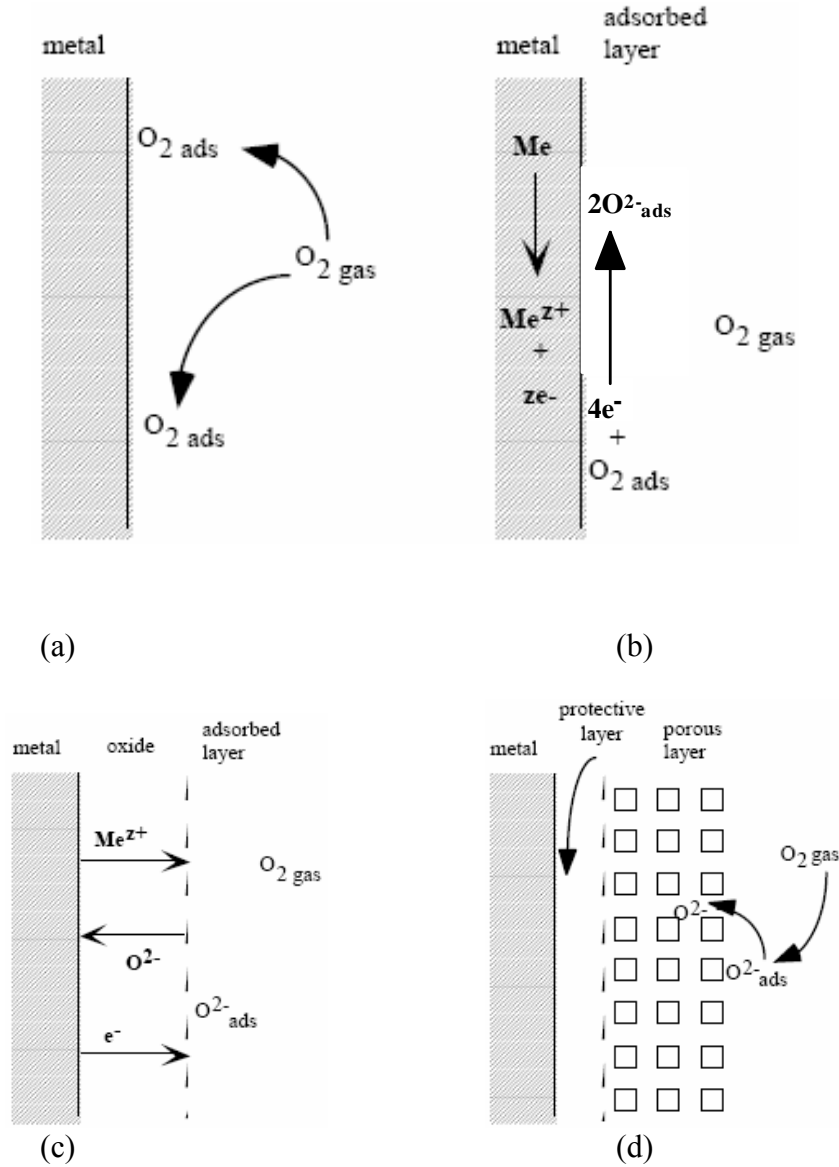 metal
O2 ads
O2 gas
O2 ads
(a)
metal
adsorbed
layer
Me
2O²⁻ads
Meᶻ⁺
+
ze-
O2 gas
4e⁻
+
O2 ads
(b)
metal
oxide
adsorbed
layer
Meᶻ⁺
O2 gas
O²⁻
O²⁻ads
e⁻
(c)
metal
protective
layer
porous
layer
O2 gas
O²⁻
O²⁻ads
(d)